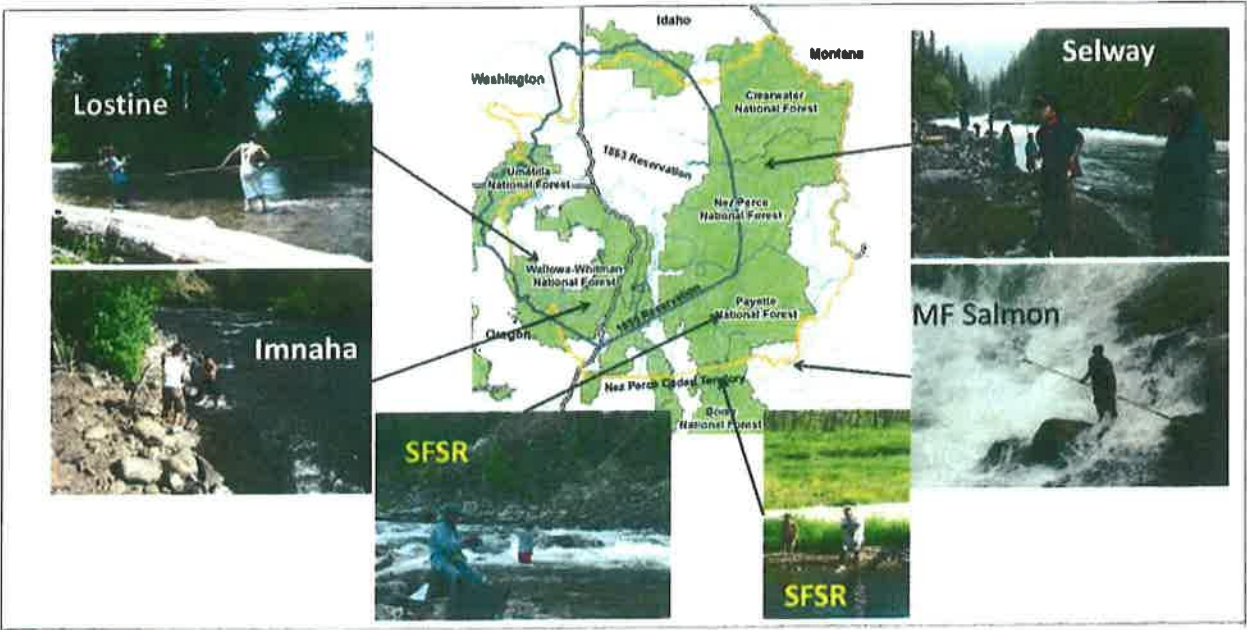 Lostine
Imnaha
Idaho
Washington
Montana
Clearwater
National Forest
1863 Reservation
Umatilla
National Forest
Nez Perce
National Forest
Wallowa-Whitman
National Forest
1855 Reservation
Payette
National Forest
Oregon
Nez Perce Ceded Territory
Boise
National Forest
Selway
MF Salmon
SFSR
SFSR